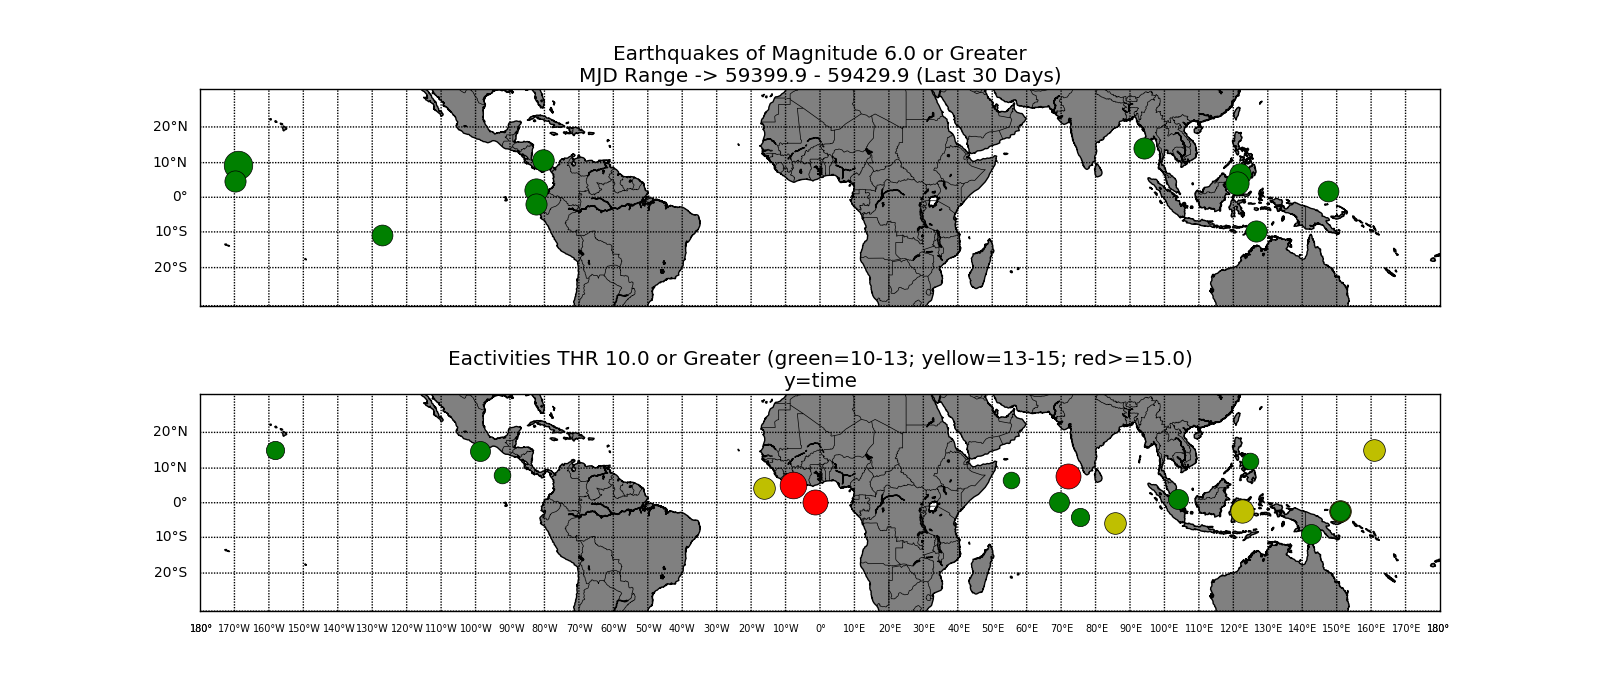 Earthquakes of Magnitude 6.0 or Greater
MJD Range -> 59399.9 - 59429.9 (Last 30 Days)
20°N
10°N
0°
10°S
20°S
Eactivities THR 10.0 or Greater (green=10-13; yellow=13-15; red>=15.0)
y=time
20°N
10°N
0°
10°S
20°S
180° 170°W 160°W 150°W 140°W 130°W 120°W 110°W 100°W 90°W 80°W 70°W 60°W 50°W 40°W 30°W 20°W 10°W 0° 10°E 20°E 30°E 40°E 50°E 60°E 70°E 80°E 90°E 100°E 110°E 120°E 130°E 140°E 150°E 160°E 170°E 180°